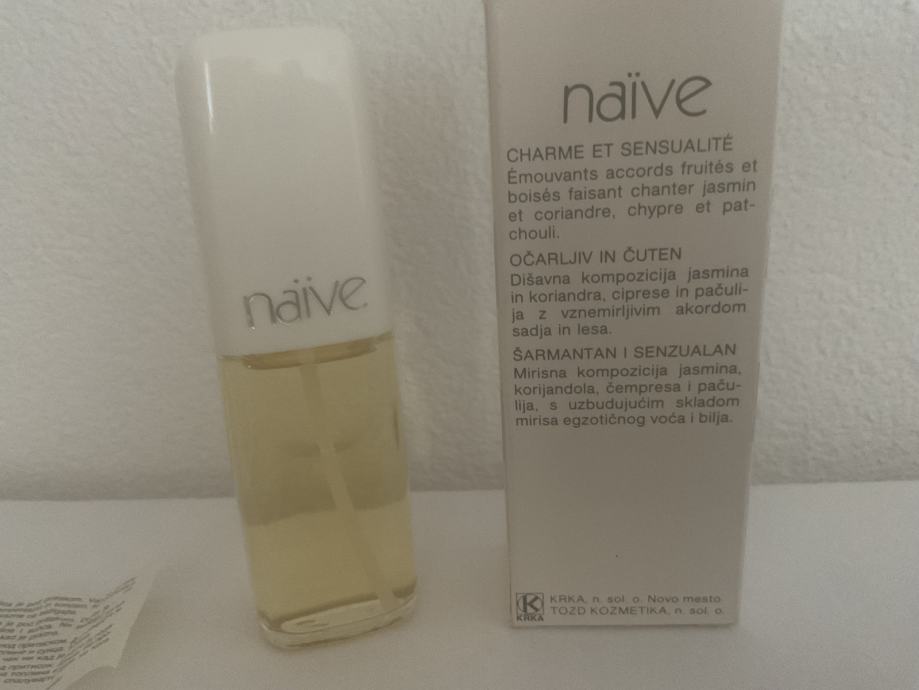 naïve
naïve
CHARME ET SENSUALITÉ
Émouvants accords fruités et
boisés faisant chanter jasmin
et coriandre, chypre et pat-
chouli.
OČARLJIV IN ČUTEN
Dišavna kompozicija jasmina
in koriandra, ciprese in pačuli-
ja z vznemirljivim akordom
sadja in lesa.
ŠARMANTAN I SENZUALAN
Mirisna kompozicija jasmina,
korijandola, čempresa i paču-
lija, s uzbudujućim skladom
mirisa egzotičnog voća i bilja.
K
KRKA
KRKA, n. sol. o. Novo mesto
TOZD KOZMETIKA, n. sol. o.